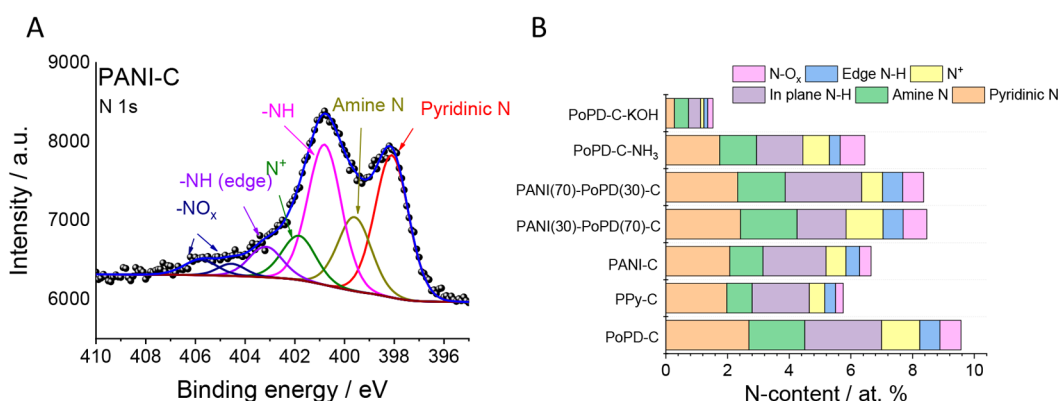 A
PANI-C
N 1s
-NH
Amine N
Pyridinic N
N⁺
-NH (edge)
-NOₓ
9000
8000
7000
6000
Intensity / a.u.
410 408 406 404 402 400 398 396
Binding energy / eV
B
N-Oₓ Edge N-H N⁺
In plane N-H Amine N Pyridinic N
PoPD-C-KOH
PoPD-C-NH₃
PANI(70)-PoPD(30)-C
PANI(30)-PoPD(70)-C
PANI-C
PPy-C
PoPD-C
0 2 4 6 8 10
N-content / at. %